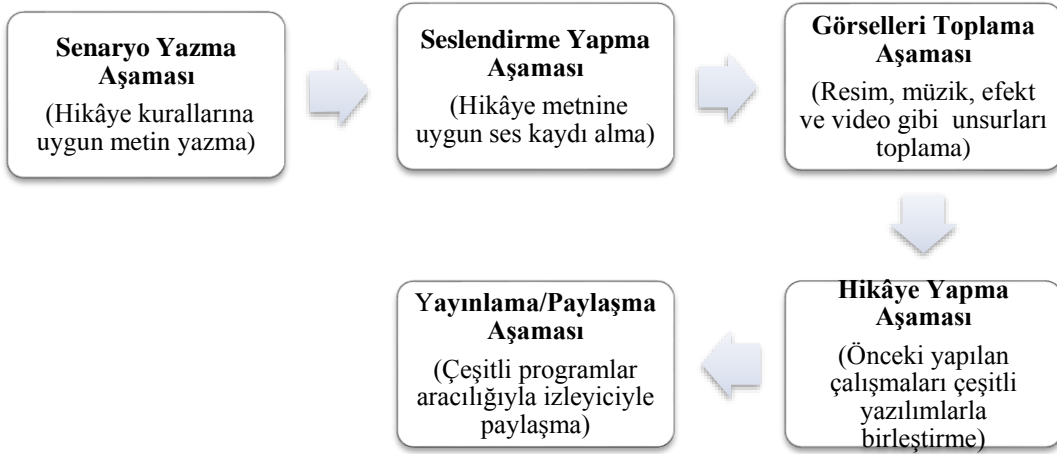 Senaryo Yazma
Aşaması
(Hikâye kurallarına
uygun metin yazma)
Seslendirme Yapma
Aşaması
(Hikâye metnine
uygun ses kaydı alma)
Görselleri Toplama
Aşaması
(Resim, müzik, efekt
ve video gibi unsurları
toplama)
Hikâye Yapma
Aşaması
(Önceki yapılan
çalışmaları çeşitli
yazılımlarla
birleştirme)
Yayınlama/Paylaşma
Aşaması
(Çeşitli programlar
aracılığıyla izleyiciyle
paylaşma)